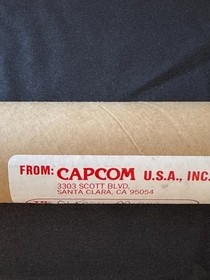 FROM: CAPCOM U.S.A., INC.
3303 SCOTT BLVD.
SANTA CLARA, CA 95054